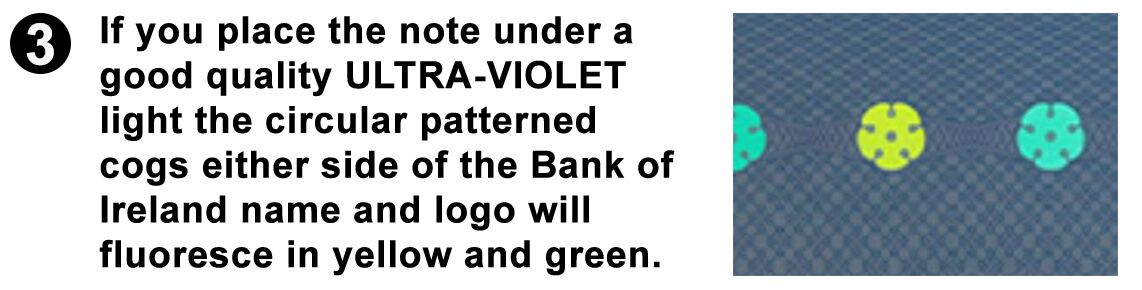 3
If you place the note under a
good quality ULTRA-VIOLET
light the circular patterned
cogs either side of the Bank of
Ireland name and logo will
fluoresce in yellow and green.